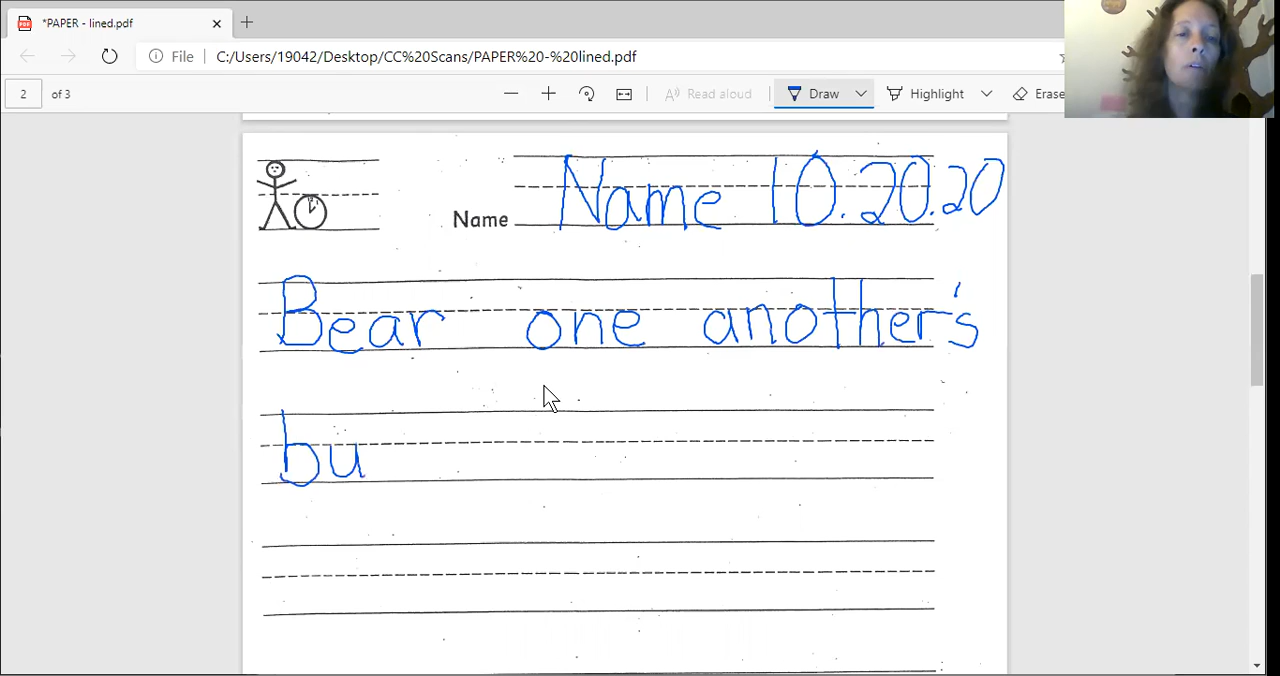 *PAPER - lined.pdf
File C:/Users/19042/Desktop/CC%20Scans/PAPER%20-%20lined.pdf
2 of 3 Read aloud Draw Highlight Erase
Name Name 10.20.20
Bear one another's
bu